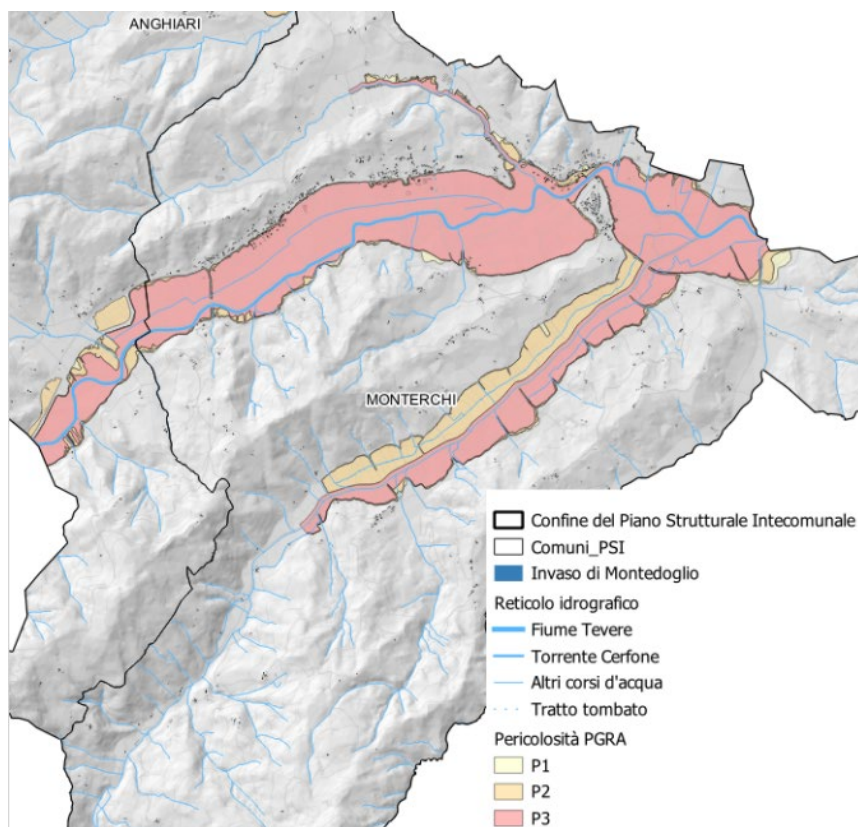 ANGHIARI
MONTERCHI
Confine del Piano Strutturale Intecomunale
Comuni_PSI
Invaso di Montedoglio
Reticolo idrografico
Fiume Tevere
Torrente Cerfone
Altri corsi d'acqua
Tratto tombato
Pericolosità PGRA
P1
P2
P3